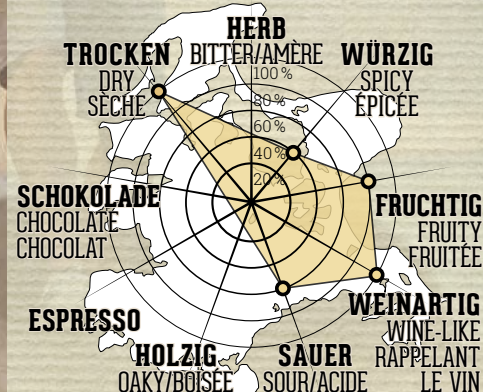 HERB
BITTER/AMÈRE
TROCKEN
DRY
SÈCHE
WÜRZIG
SPICY
ÉPICÉE
100%
80%
60%
40%
20%
SCHOKOLADE
CHOCOLATE
CHOCOLAT
FRUCHTIG
FRUITY
FRUITÉE
WEINARTIG
WINE-LIKE
RAPPELANT
LE VIN
ESPRESSO
HOLZIG
OAKY/BOISÉE
SAUER
SOUR/ACIDE